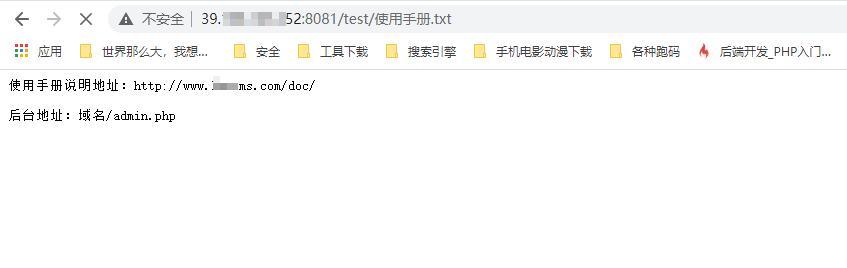 不安全 39. 52:8081/test/使用手册.txt
应用 世界那么大，我想... 安全 工具下载 搜索引擎 手机电影动漫下载 各种跑码 后端开发_PHP入门...
使用手册说明地址：http://www. ms.com/doc/
后台地址：域名/admin.php